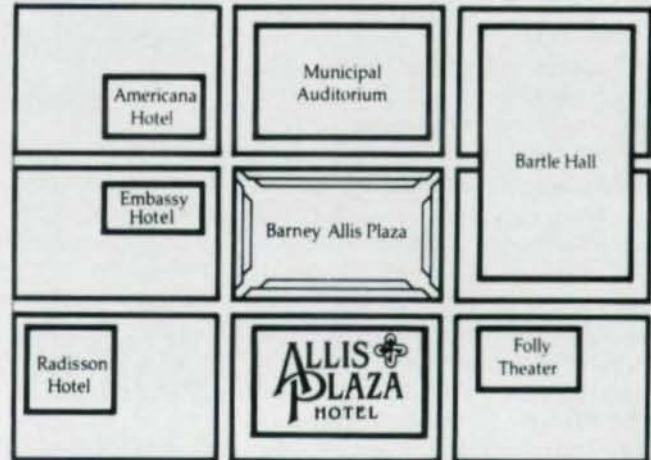 Americana
Hotel
Municipal
Auditorium
Bartle Hall
Embassy
Hotel
Barney Allis Plaza
Radisson
Hotel
ALLIS
PLAZA
HOTEL
Folly
Theater